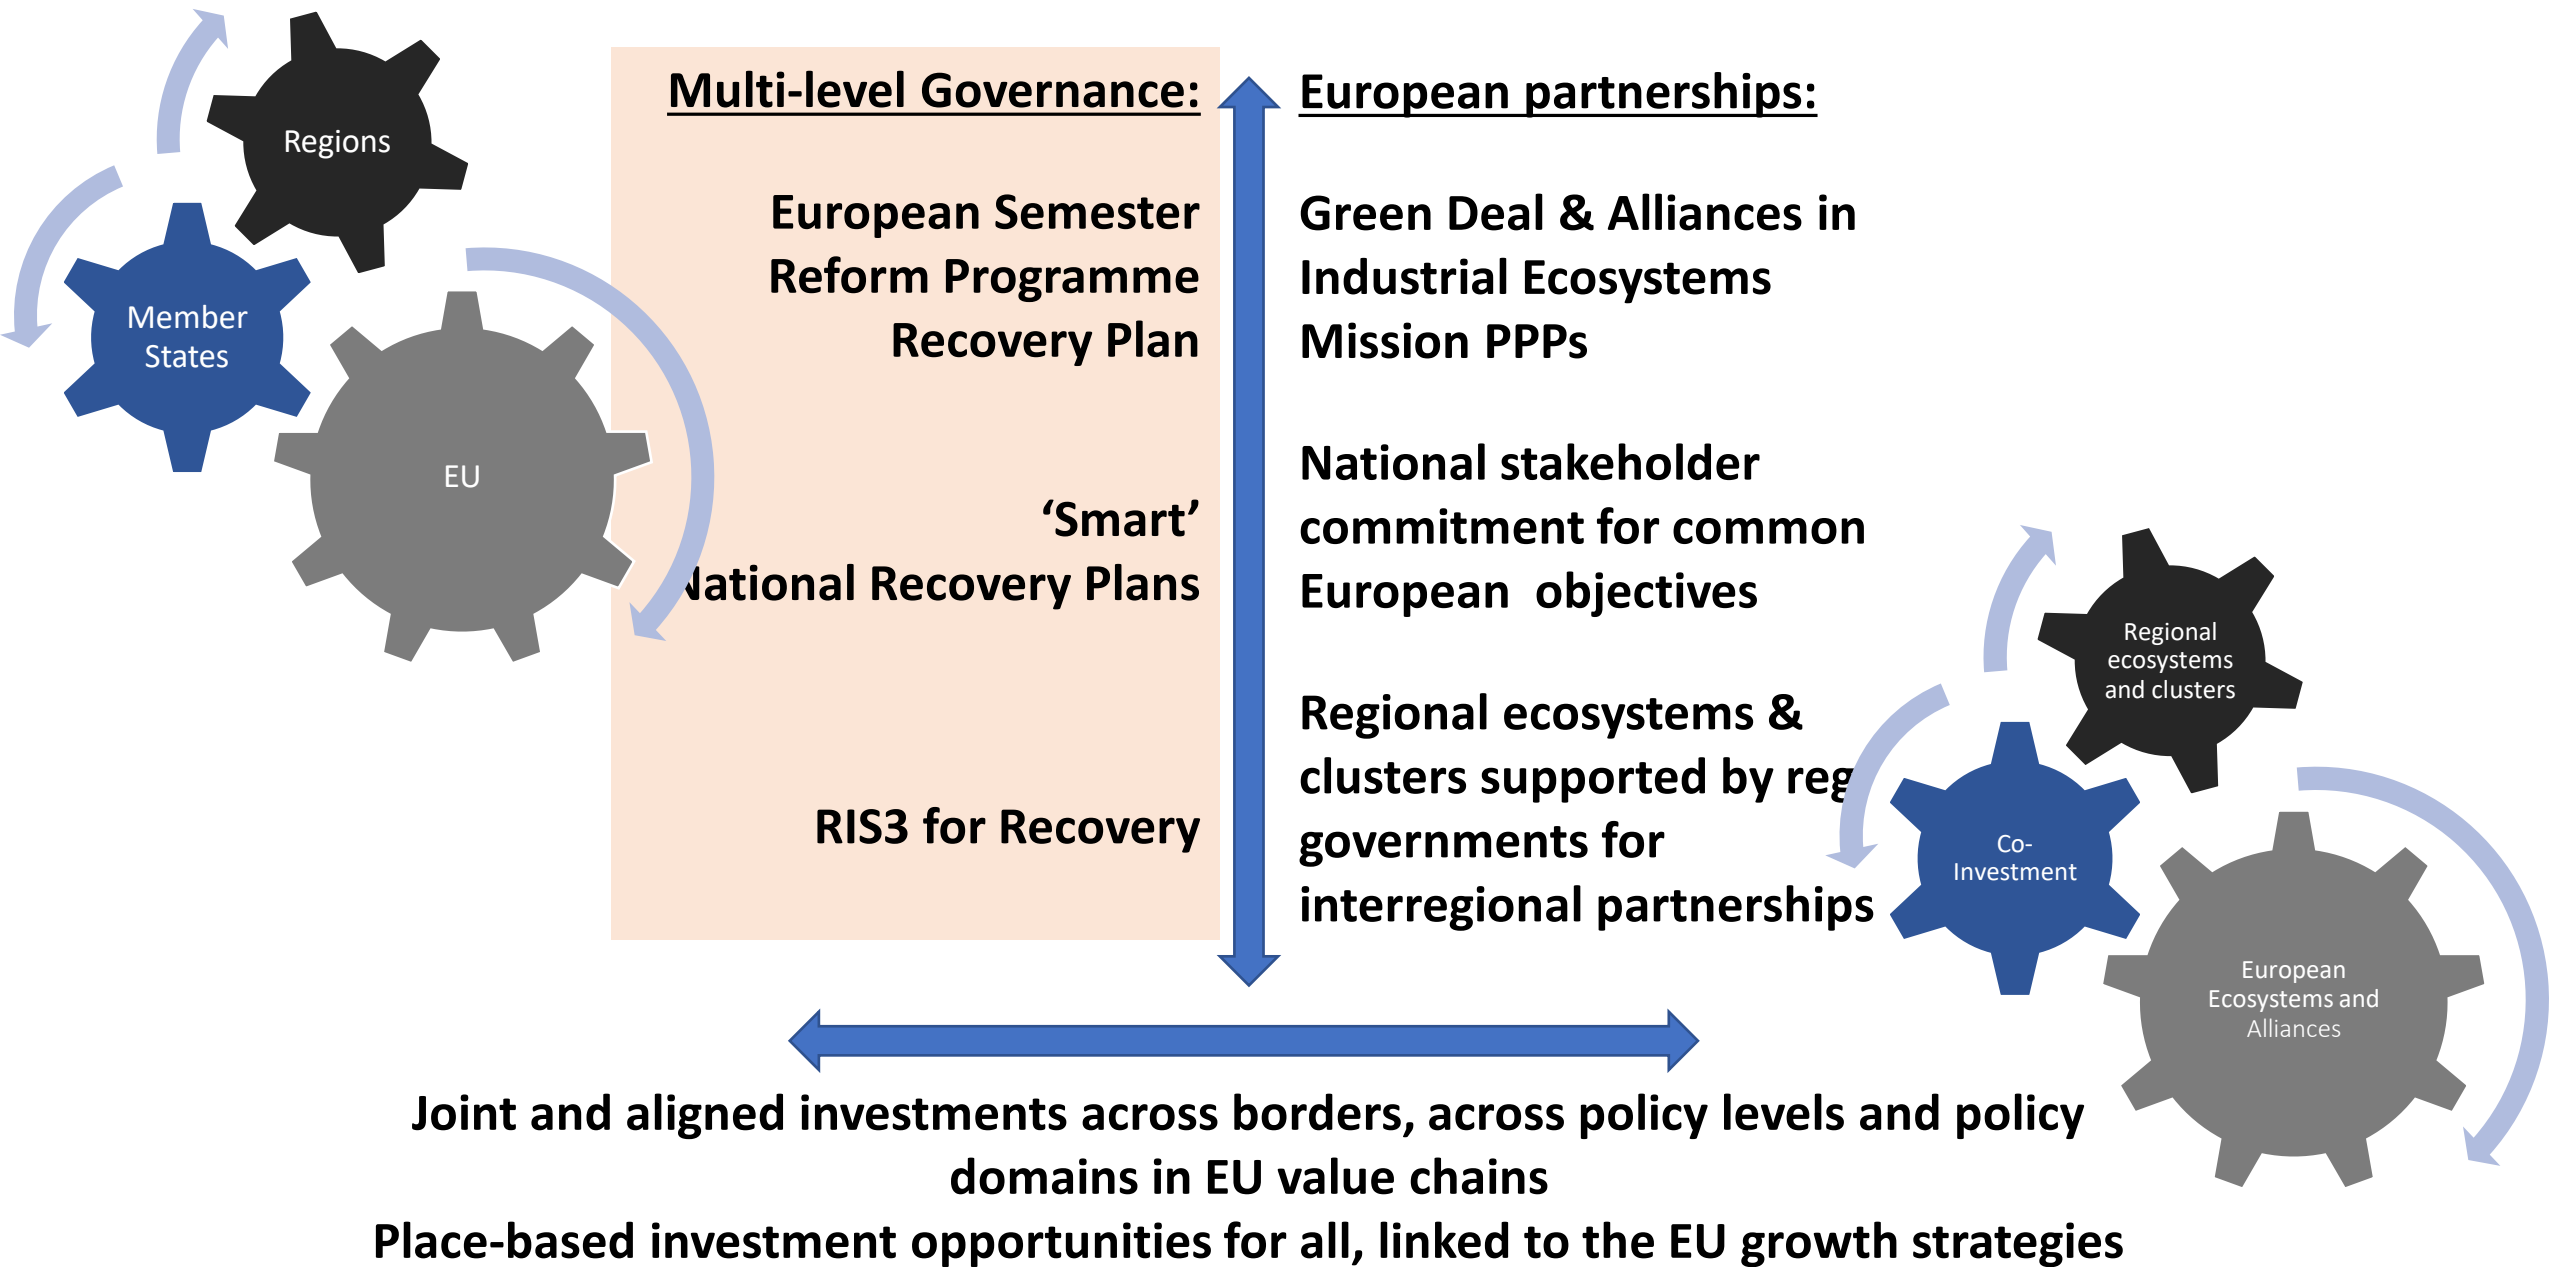 Regions
Member
States
EU
Multi-level Governance:
European Semester
Reform Programme
Recovery Plan
‘Smart’
National Recovery Plans
RIS3 for Recovery
European partnerships:
Green Deal & Alliances in
Industrial Ecosystems
Mission PPPs
National stakeholder
commitment for common
European  objectives
Regional ecosystems &
clusters supported by reg
governments for
interregional partnerships
Regional
ecosystems
and clusters
Co-
Investment
European
Ecosystems and
Alliances
Joint and aligned investments across borders, across policy levels and policy
domains in EU value chains
Place-based investment opportunities for all, linked to the EU growth strategies